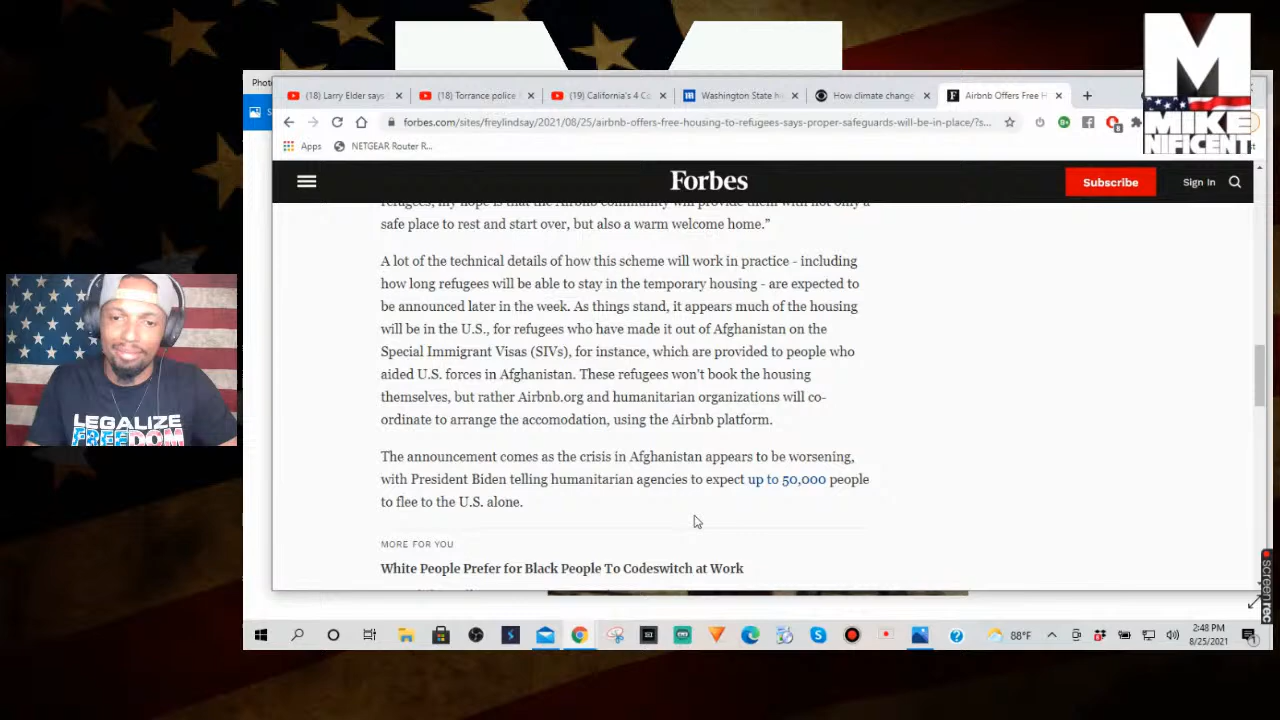 Photo
(18) Larry Elder says
(18) Torrance police
(19) California's 4 Co
Washington State h
How climate change
Airbnb Offers Free H
forbes.com/sites/freylindsay/2021/08/25/airbnb-offers-free-housing-to-refugees-says-proper-safeguards-will-be-in-place/?s...
M
MIKE
NIFICENT
Apps
NETGEAR Router R...
Forbes
Subscribe
Sign In
refugees, my hope is that the Airbnb community will provide them with not only a
safe place to rest and start over, but also a warm welcome home.”
A lot of the technical details of how this scheme will work in practice - including
how long refugees will be able to stay in the temporary housing - are expected to
be announced later in the week. As things stand, it appears much of the housing
will be in the U.S., for refugees who have made it out of Afghanistan on the
Special Immigrant Visas (SIVs), for instance, which are provided to people who
aided U.S. forces in Afghanistan. These refugees won’t book the housing
themselves, but rather Airbnb.org and humanitarian organizations will co-
ordinate to arrange the accomodation, using the Airbnb platform.
The announcement comes as the crisis in Afghanistan appears to be worsening,
with President Biden telling humanitarian agencies to expect up to 50,000 people
to flee to the U.S. alone.
MORE FOR YOU
White People Prefer for Black People To Codeswitch at Work
LEGALIZE
FREEDOM
screenrec
88°F
2:48 PM
8/25/2021